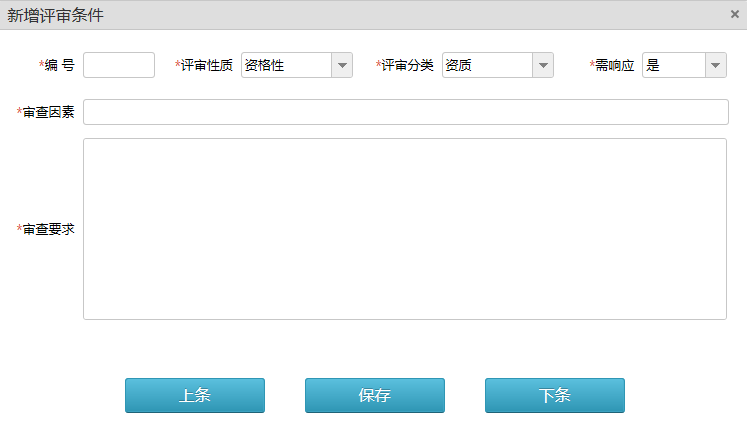 新增评审条件
*编 号 *评审性质 资格性 *评审分类 资质 *需响应 是
*审查因素
*审查要求
上条 保存 下条